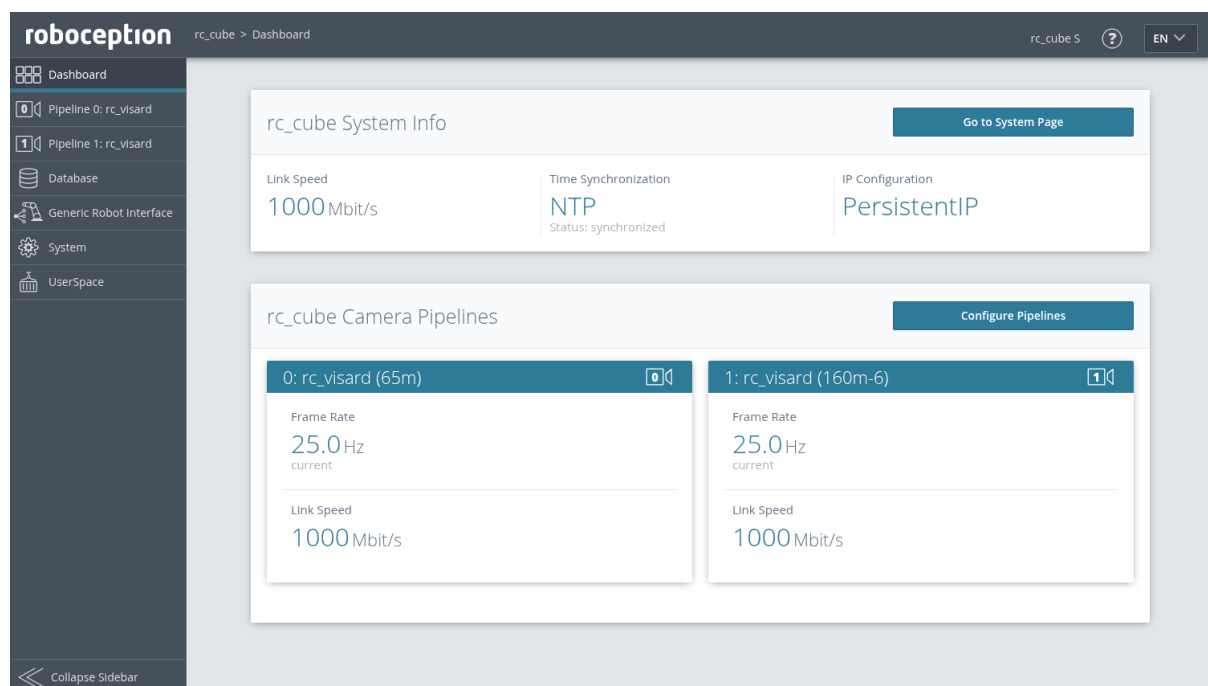 roboception
rc_cube > Dashboard
rc_cube S
?
EN
Dashboard
0 Pipeline 0: rc_visard
1 Pipeline 1: rc_visard
Database
Generic Robot Interface
System
UserSpace
Collapse Sidebar
rc_cube System Info
Go to System Page
Link Speed
1000 Mbit/s
Time Synchronization
NTP
Status: synchronized
IP Configuration
PersistentIP
rc_cube Camera Pipelines
Configure Pipelines
0: rc_visard (65m)
0
Frame Rate
25.0 Hz
current
Link Speed
1000 Mbit/s
1: rc_visard (160m-6)
1
Frame Rate
25.0 Hz
current
Link Speed
1000 Mbit/s